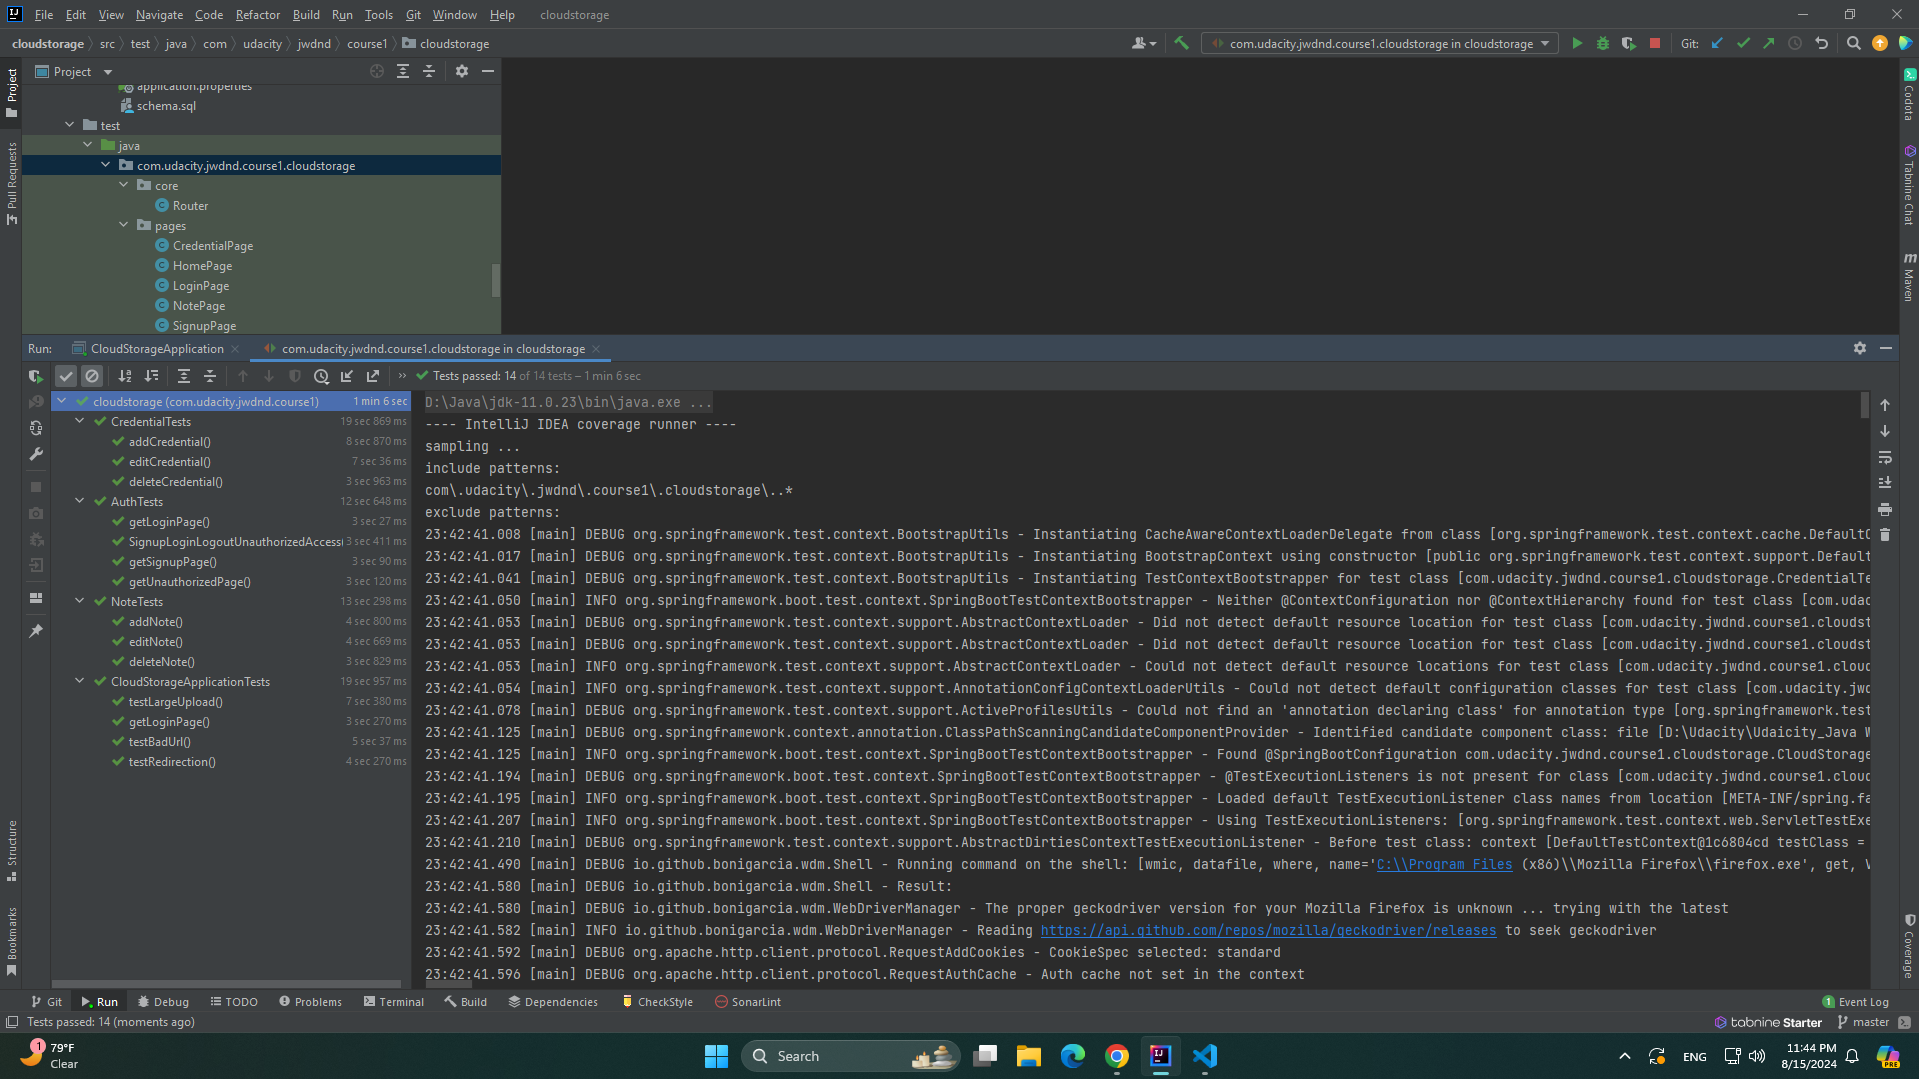 File Edit View Navigate Code Refactor Build Run Tools Git Window Help cloudstorage
cloudstorage src test java com udacity jwdnd course1 cloudstorage
com.udacity.jwdnd.course1.cloudstorage in cloudstorage
Git:
Project
Project
Pull Requests
application.properties
schema.sql
test
java
com.udacity.jwdnd.course1.cloudstorage
core
Router
pages
CredentialPage
HomePage
LoginPage
NotePage
SignupPage
Codota
Tabnine Chat
Maven
Run: CloudStorageApplication com.udacity.jwdnd.course1.cloudstorage in cloudstorage
Tests passed: 14 of 14 tests – 1 min 6 sec
cloudstorage (com.udacity.jwdnd.course1) 1 min 6 sec
CredentialTests 19 sec 869 ms
addCredential() 8 sec 870 ms
editCredential() 7 sec 36 ms
deleteCredential() 3 sec 963 ms
AuthTests 12 sec 648 ms
getLoginPage() 3 sec 27 ms
SignupLoginLogoutUnauthorizedAccess( 3 sec 411 ms
getSignupPage() 3 sec 90 ms
getUnauthorizedPage() 3 sec 120 ms
NoteTests 13 sec 298 ms
addNote() 4 sec 800 ms
editNote() 4 sec 669 ms
deleteNote() 3 sec 829 ms
CloudStorageApplicationTests 19 sec 957 ms
testLargeUpload() 7 sec 380 ms
getLoginPage() 3 sec 270 ms
testBadUrl() 5 sec 37 ms
testRedirection() 4 sec 270 ms
D:\Java\jdk-11.0.23\bin\java.exe ...
---- IntelliJ IDEA coverage runner ----
sampling ...
include patterns:
com\.udacity\.jwdnd\.course1\.cloudstorage\..*
exclude patterns:
23:42:41.008 [main] DEBUG org.springframework.test.context.BootstrapUtils - Instantiating CacheAwareContextLoaderDelegate from class [org.springframework.test.context.cache.DefaultC
23:42:41.017 [main] DEBUG org.springframework.test.context.BootstrapUtils - Instantiating BootstrapContext using constructor [public org.springframework.test.context.support.Default
23:42:41.041 [main] DEBUG org.springframework.test.context.BootstrapUtils - Instantiating TestContextBootstrapper for test class [com.udacity.jwdnd.course1.cloudstorage.CredentialTe
23:42:41.050 [main] INFO org.springframework.boot.test.context.SpringBootTestContextBootstrapper - Neither @ContextConfiguration nor @ContextHierarchy found for test class [com.udac
23:42:41.053 [main] DEBUG org.springframework.test.context.support.AbstractContextLoader - Did not detect default resource location for test class [com.udacity.jwdnd.course1.cloudst
23:42:41.053 [main] DEBUG org.springframework.test.context.support.AbstractContextLoader - Did not detect default resource location for test class [com.udacity.jwdnd.course1.cloudst
23:42:41.053 [main] INFO org.springframework.test.context.support.AbstractContextLoader - Could not detect default resource locations for test class [com.udacity.jwdnd.course1.cloud
23:42:41.054 [main] INFO org.springframework.test.context.support.AnnotationConfigContextLoaderUtils - Could not detect default configuration classes for test class [com.udacity.jwd
23:42:41.078 [main] DEBUG org.springframework.test.context.support.ActiveProfilesUtils - Could not find an 'annotation declaring class' for annotation type [org.springframework.test
23:42:41.125 [main] DEBUG org.springframework.context.annotation.ClassPathScanningCandidateComponentProvider - Identified candidate component class: file [D:\Udacity\Udaicity_Java W
23:42:41.125 [main] INFO org.springframework.boot.test.context.SpringBootTestContextBootstrapper - Found @SpringBootConfiguration com.udacity.jwdnd.course1.cloudstorage.CloudStorage
23:42:41.194 [main] DEBUG org.springframework.boot.test.context.SpringBootTestContextBootstrapper - @TestExecutionListeners is not present for class [com.udacity.jwdnd.course1.cloud
23:42:41.195 [main] INFO org.springframework.boot.test.context.SpringBootTestContextBootstrapper - Loaded default TestExecutionListener class names from location [META-INF/spring.fa
23:42:41.207 [main] INFO org.springframework.boot.test.context.SpringBootTestContextBootstrapper - Using TestExecutionListeners: [org.springframework.test.context.web.ServletTestExe
23:42:41.210 [main] DEBUG org.springframework.test.context.support.AbstractDirtiesContextTestExecutionListener - Before test class: context [DefaultTestContext@1c6804cd testClass =
23:42:41.490 [main] DEBUG io.github.bonigarcia.wdm.Shell - Running command on the shell: [wmic, datafile, where, name='C:\\Program Files (x86)\\Mozilla Firefox\\firefox.exe', get, V
23:42:41.580 [main] DEBUG io.github.bonigarcia.wdm.Shell - Result:
23:42:41.580 [main] DEBUG io.github.bonigarcia.wdm.WebDriverManager - The proper geckodriver version for your Mozilla Firefox is unknown ... trying with the latest
23:42:41.582 [main] INFO io.github.bonigarcia.wdm.WebDriverManager - Reading https://api.github.com/repos/mozilla/geckodriver/releases to seek geckodriver
23:42:41.592 [main] DEBUG org.apache.http.client.protocol.RequestAddCookies - CookieSpec selected: standard
23:42:41.596 [main] DEBUG org.apache.http.client.protocol.RequestAuthCache - Auth cache not set in the context
Structure
Bookmarks
Coverage
Git Run Debug TODO Problems Terminal Build Dependencies CheckStyle SonarLint 1 Event Log
Tests passed: 14 (moments ago) tabnine Starter master
1 79°F
Clear
Search
ENG
11:44 PM
8/15/2024
PRE